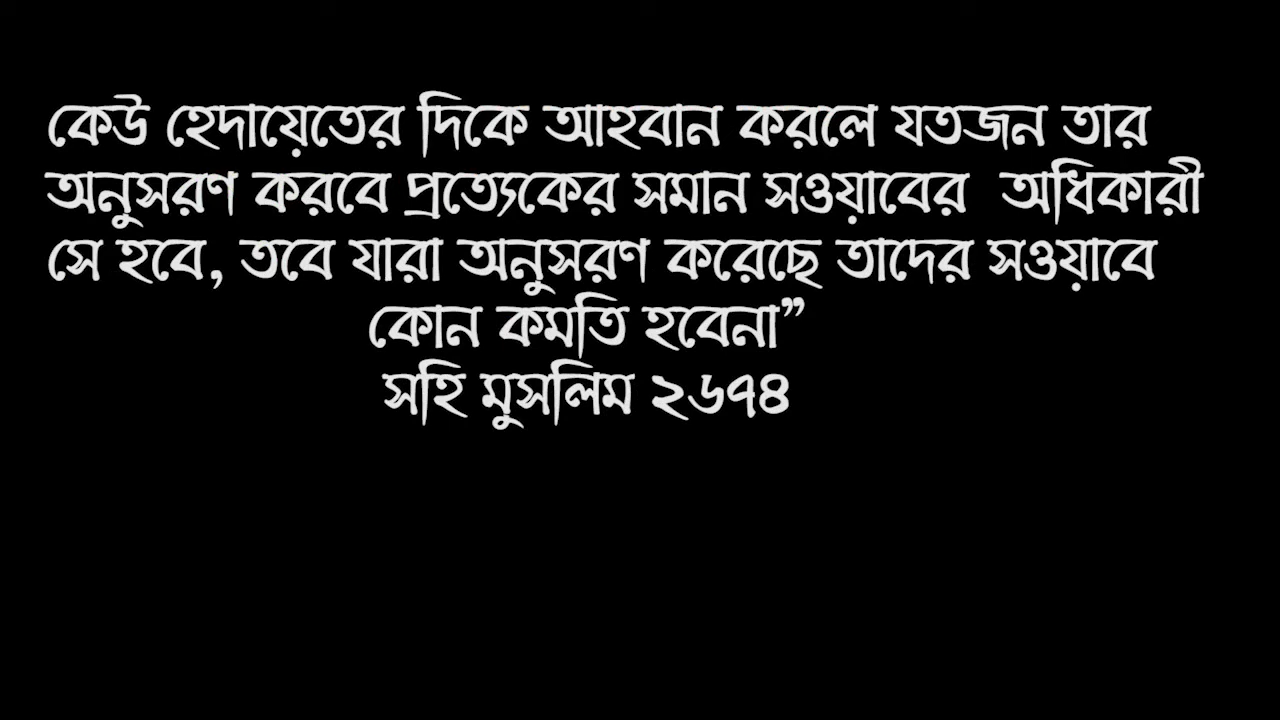 কেউ হেদায়েতের দিকে আহবান করলে যতজন তার
অনুসরণ করবে প্রত্যেকের সমান সওয়াবের অধিকারী
সে হবে, তবে যারা অনুসরণ করেছে তাদের সওয়াবে
কোন কমতি হবেনা”
সহি মুসলিম ২৬৭৪